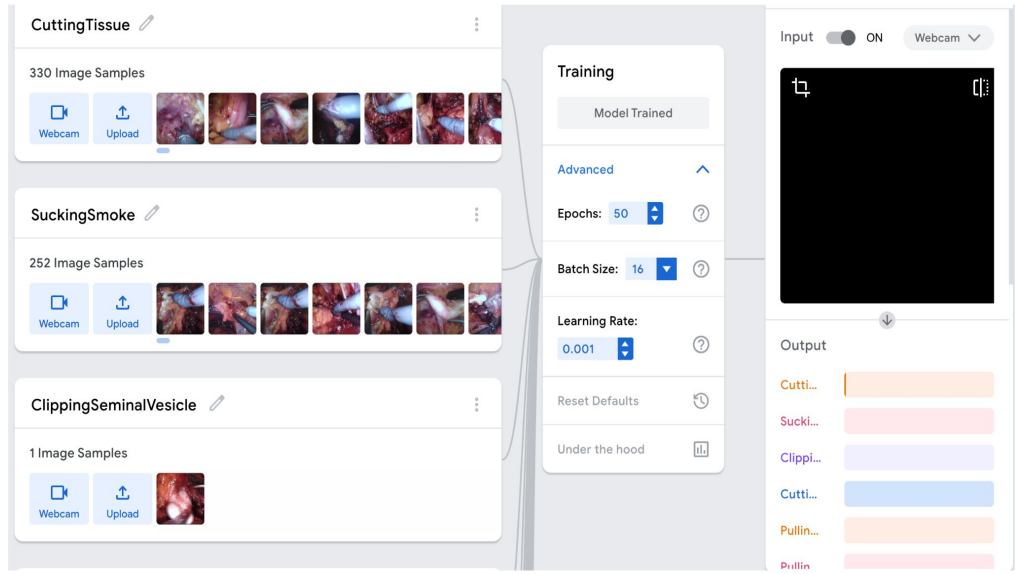 CuttingTissue
330 Image Samples
Webcam
Upload
SuckingSmoke
252 Image Samples
Webcam
Upload
ClippingSeminalVesicle
1 Image Samples
Webcam
Upload
Training
Model Trained
Advanced
Epochs: 50
Batch Size: 16
Learning Rate:
0.001
Reset Defaults
Under the hood
Input ON Webcam
Output
Cutti...
Sucki...
Clippi...
Cutti...
Pullin...
Pullin